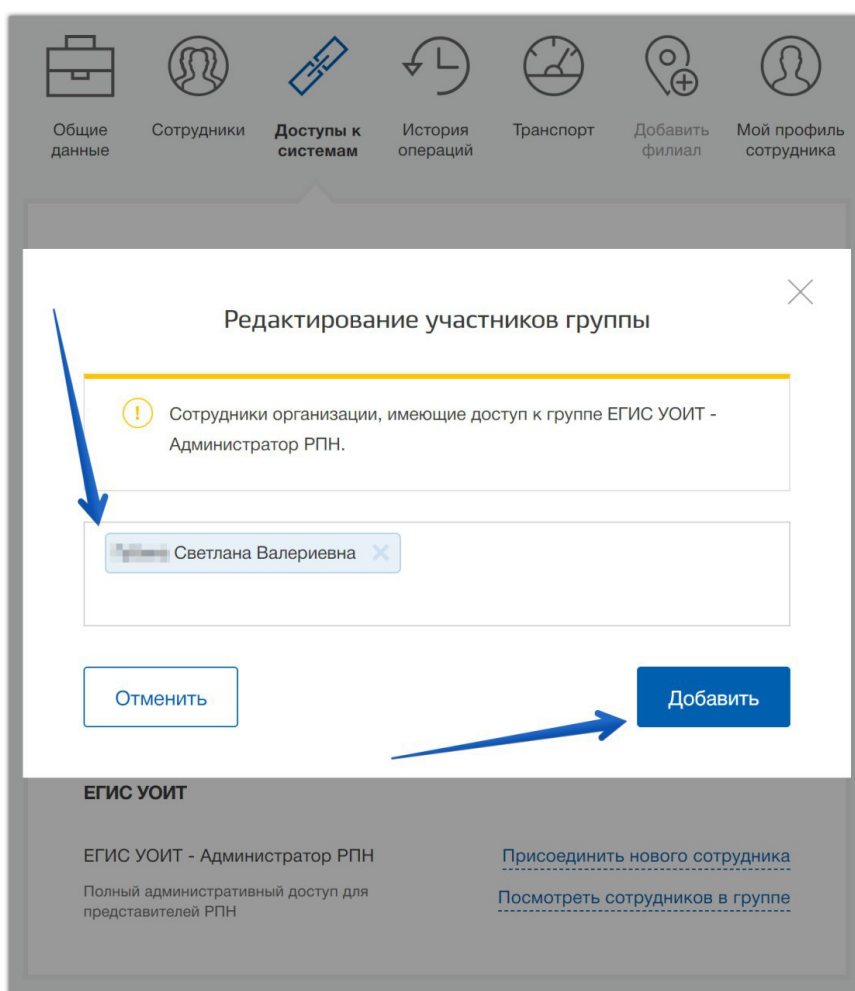 Общие
данные
Сотрудники
Доступы к
системам
История
операций
Транспорт
Добавить
филиал
Мой профиль
сотрудника
Редактирование участников группы
Сотрудники организации, имеющие доступ к группе ЕГИС УОИТ -
Администратор РПН.
Светлана Валериевна
Отменить
Добавить
ЕГИС УОИТ
ЕГИС УОИТ - Администратор РПН
Присоединить нового сотрудника
Полный административный доступ для
представителей РПН
Посмотреть сотрудников в группе